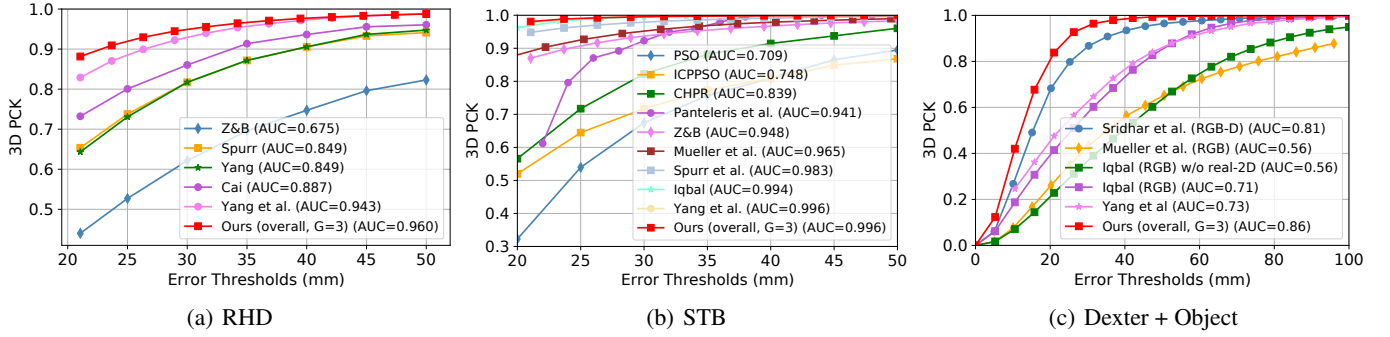 3D PCK
1.0
0.9
0.8
0.7
0.6
0.5
20 25 30 35 40 45 50
Error Thresholds (mm)
Z&B (AUC=0.675)
Spurr (AUC=0.849)
Yang (AUC=0.849)
Cai (AUC=0.887)
Yang et al. (AUC=0.943)
Ours (overall, G=3) (AUC=0.960)
(a) RHD
3D PCK
1.0
0.9
0.8
0.7
0.6
0.5
0.4
0.3
20 25 30 35 40 45 50
Error Thresholds (mm)
PSO (AUC=0.709)
ICPPSO (AUC=0.748)
CHPR (AUC=0.839)
Panteleris et al. (AUC=0.941)
Z&B (AUC=0.948)
Mueller et al. (AUC=0.965)
Spurr et al. (AUC=0.983)
Iqbal (AUC=0.994)
Yang et al. (AUC=0.996)
Ours (overall, G=3) (AUC=0.996)
(b) STB
3D PCK
1.0
0.8
0.6
0.4
0.2
0.0
0 20 40 60 80 100
Error Thresholds (mm)
Sridhar et al. (RGB-D) (AUC=0.81)
Mueller et al. (RGB) (AUC=0.56)
Iqbal (RGB) w/o real-2D (AUC=0.56)
Iqbal (RGB) (AUC=0.71)
Yang et al (AUC=0.73)
Ours (overall, G=3) (AUC=0.86)
(c) Dexter + Object